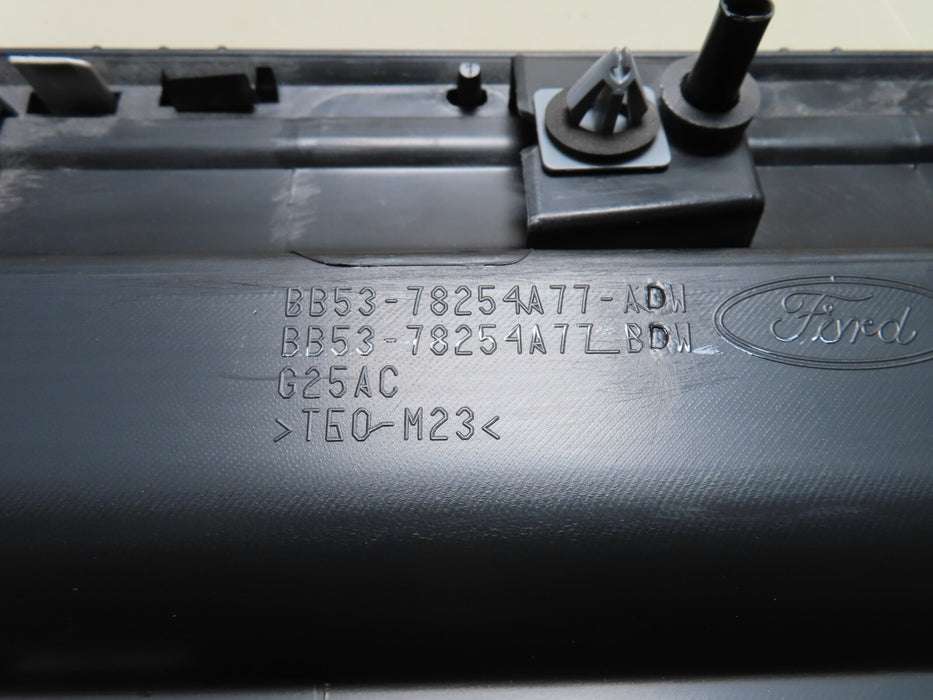 BB53-78254A77-ADW
BB53-78254A77-BDW
G25AC
>TEO-M23<
Ford